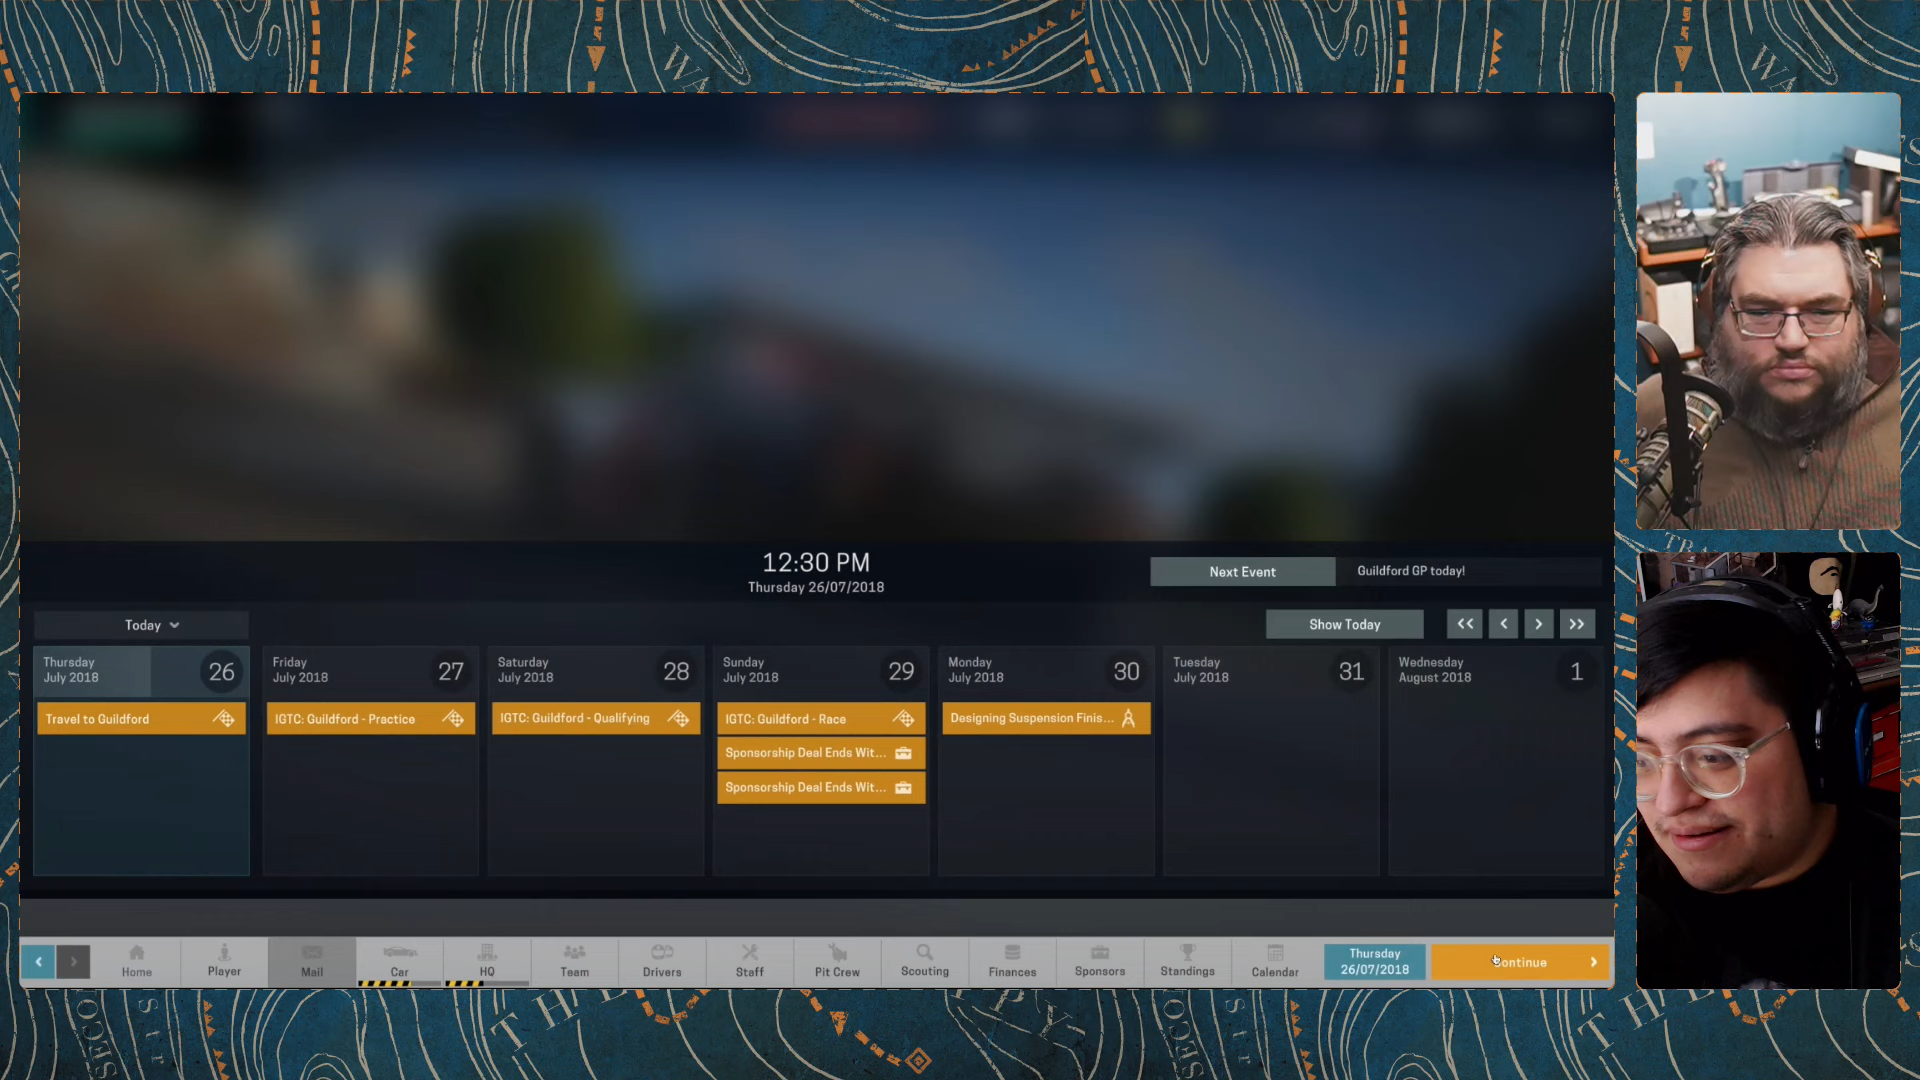 12:30 PM
Thursday 26/07/2018
Next Event
Guildford GP today!
Today
Show Today
<<
<
>
>>
Thursday
July 2018
26
Friday
July 2018
27
Saturday
July 2018
28
Sunday
July 2018
29
Monday
July 2018
30
Tuesday
July 2018
31
Wednesday
August 2018
1
Travel to Guildford
IGTC: Guildford - Practice
IGTC: Guildford - Qualifying
IGTC: Guildford - Race
Sponsorship Deal Ends Wit...
Sponsorship Deal Ends Wit...
Designing Suspension Finis...
Home
Player
Mail
Car
HQ
Team
Drivers
Staff
Pit Crew
Scouting
Finances
Sponsors
Standings
Calendar
Thursday
26/07/2018
Continue